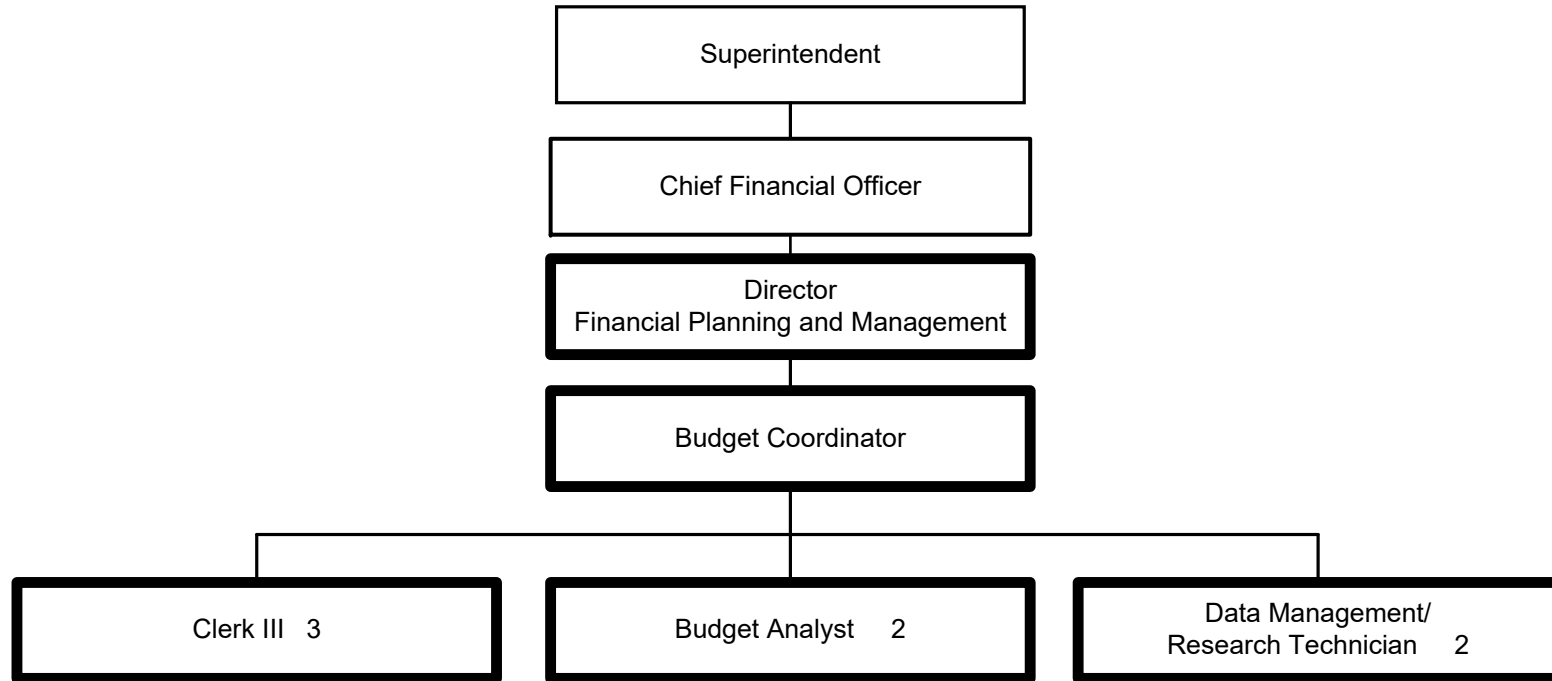 Superintendent
Chief Financial Officer
Director
Financial Planning and Management
Budget Coordinator
Clerk III 3
Budget Analyst 2
Data Management/
Research Technician 2